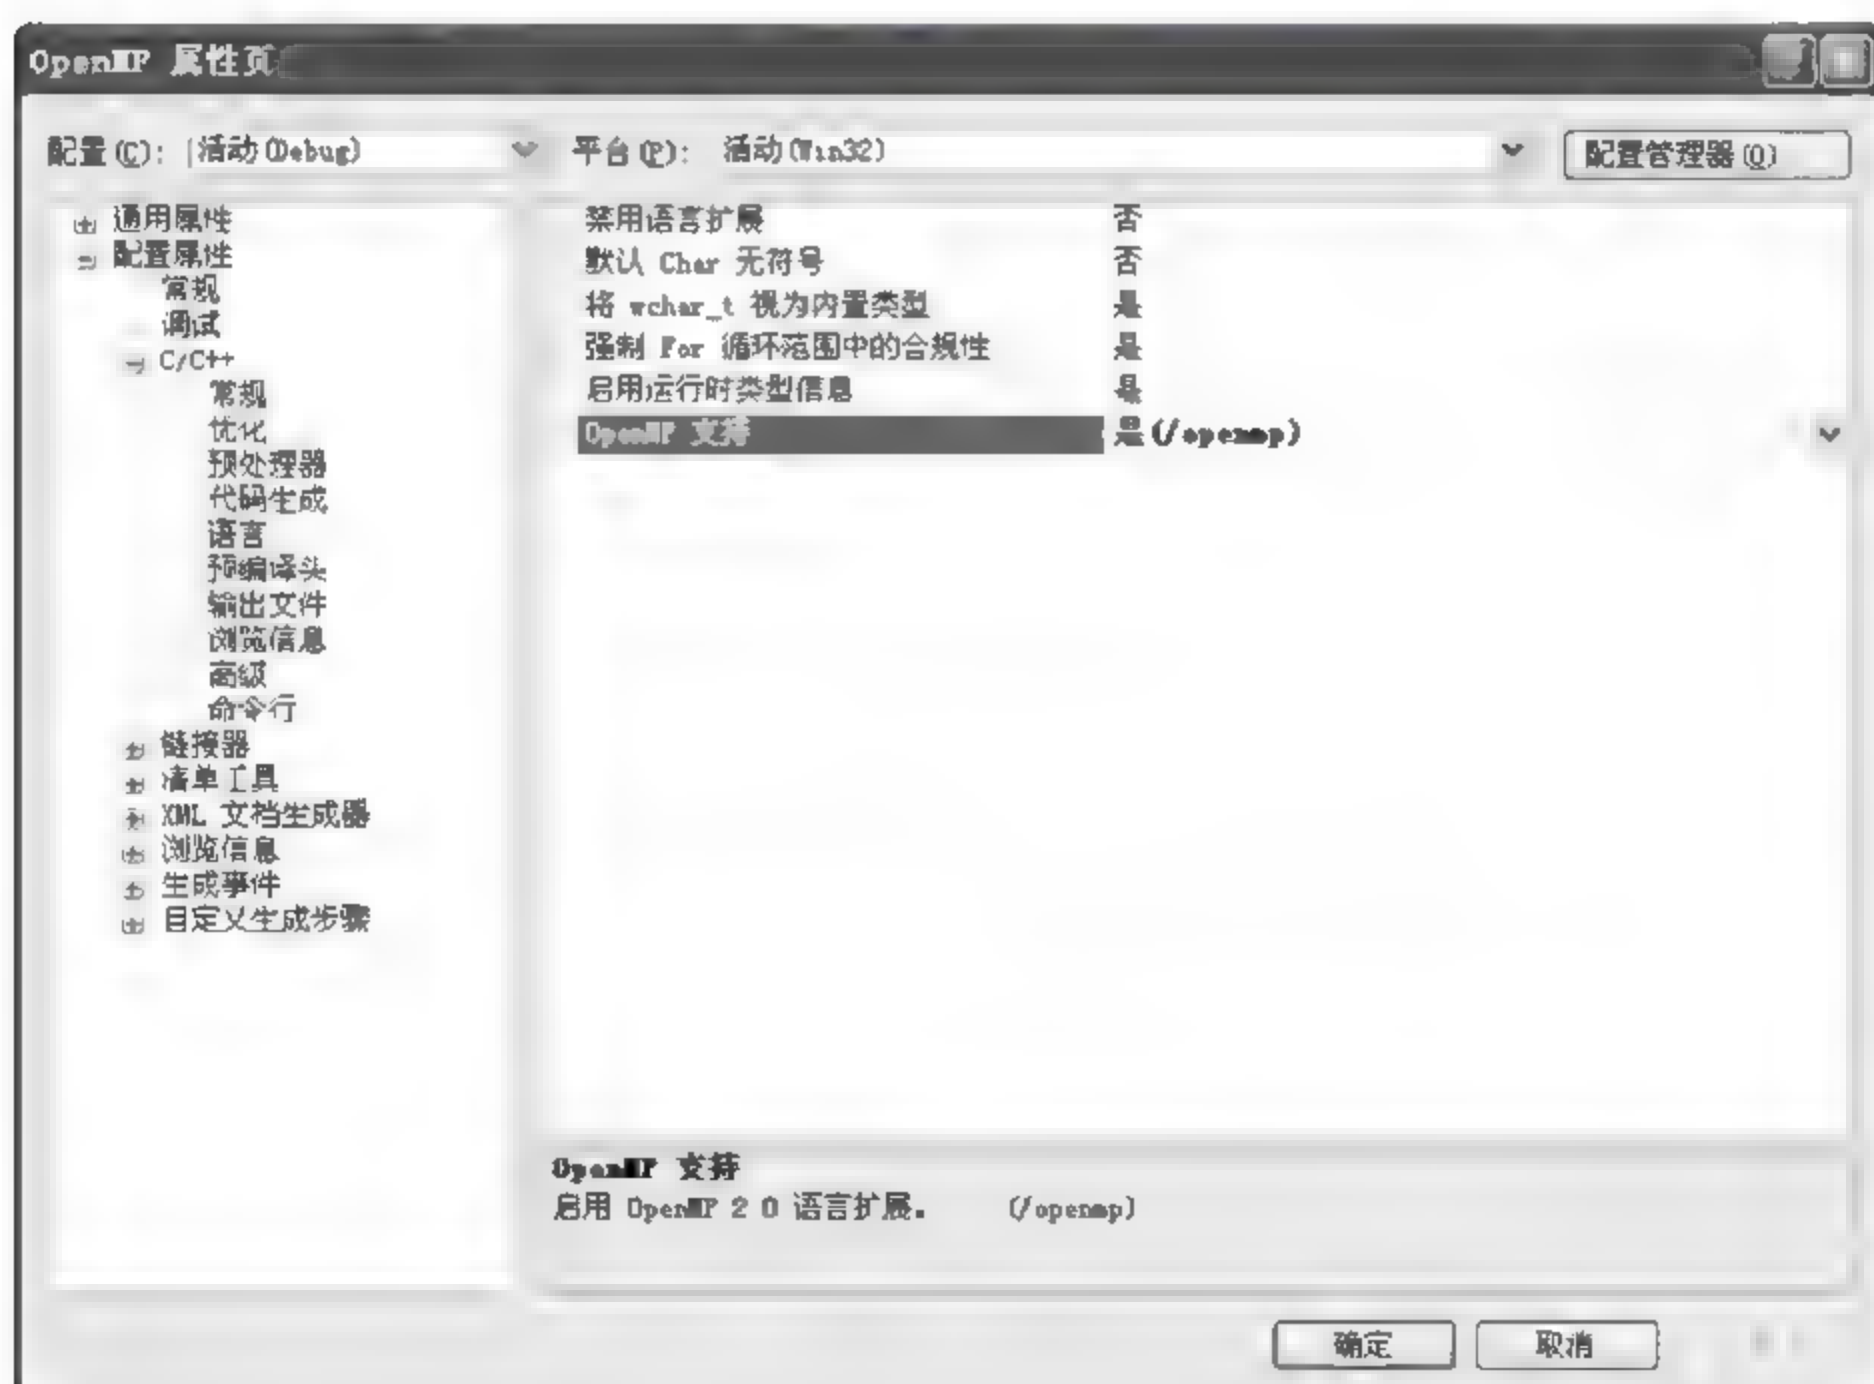 OpenMP 属性页
配置(C): 活动(Debug) 平台(P): 活动(Win32) 配置管理器(O)
通用属性
配置属性
常规
调试
C/C++
常规
优化
预处理器
代码生成
语言
预编译头
输出文件
浏览信息
高级
命令行
链接器
清单工具
XML 文档生成器
浏览信息
生成事件
自定义生成步骤
禁用语言扩展 否
默认 Char 无符号 否
将 wchar_t 视为内置类型 是
强制 For 循环范围中的合规性 是
启用运行时类型信息 是
OpenMP 支持 是(/openmp)
OpenMP 支持
启用 OpenMP 2 0 语言扩展。 (/openmp)
确定 取消